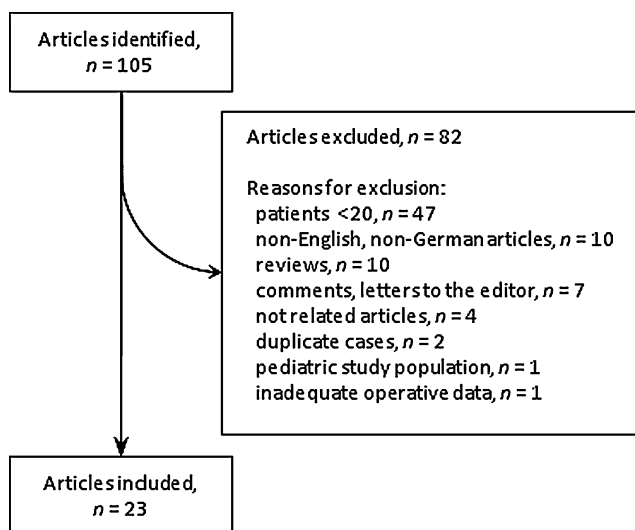 Articles identified,
n = 105
Articles excluded, n = 82
Reasons for exclusion:
patients <20, n = 47
non-English, non-German articles, n = 10
reviews, n = 10
comments, letters to the editor, n = 7
not related articles, n = 4
duplicate cases, n = 2
pediatric study population, n = 1
inadequate operative data, n = 1
Articles included,
n = 23